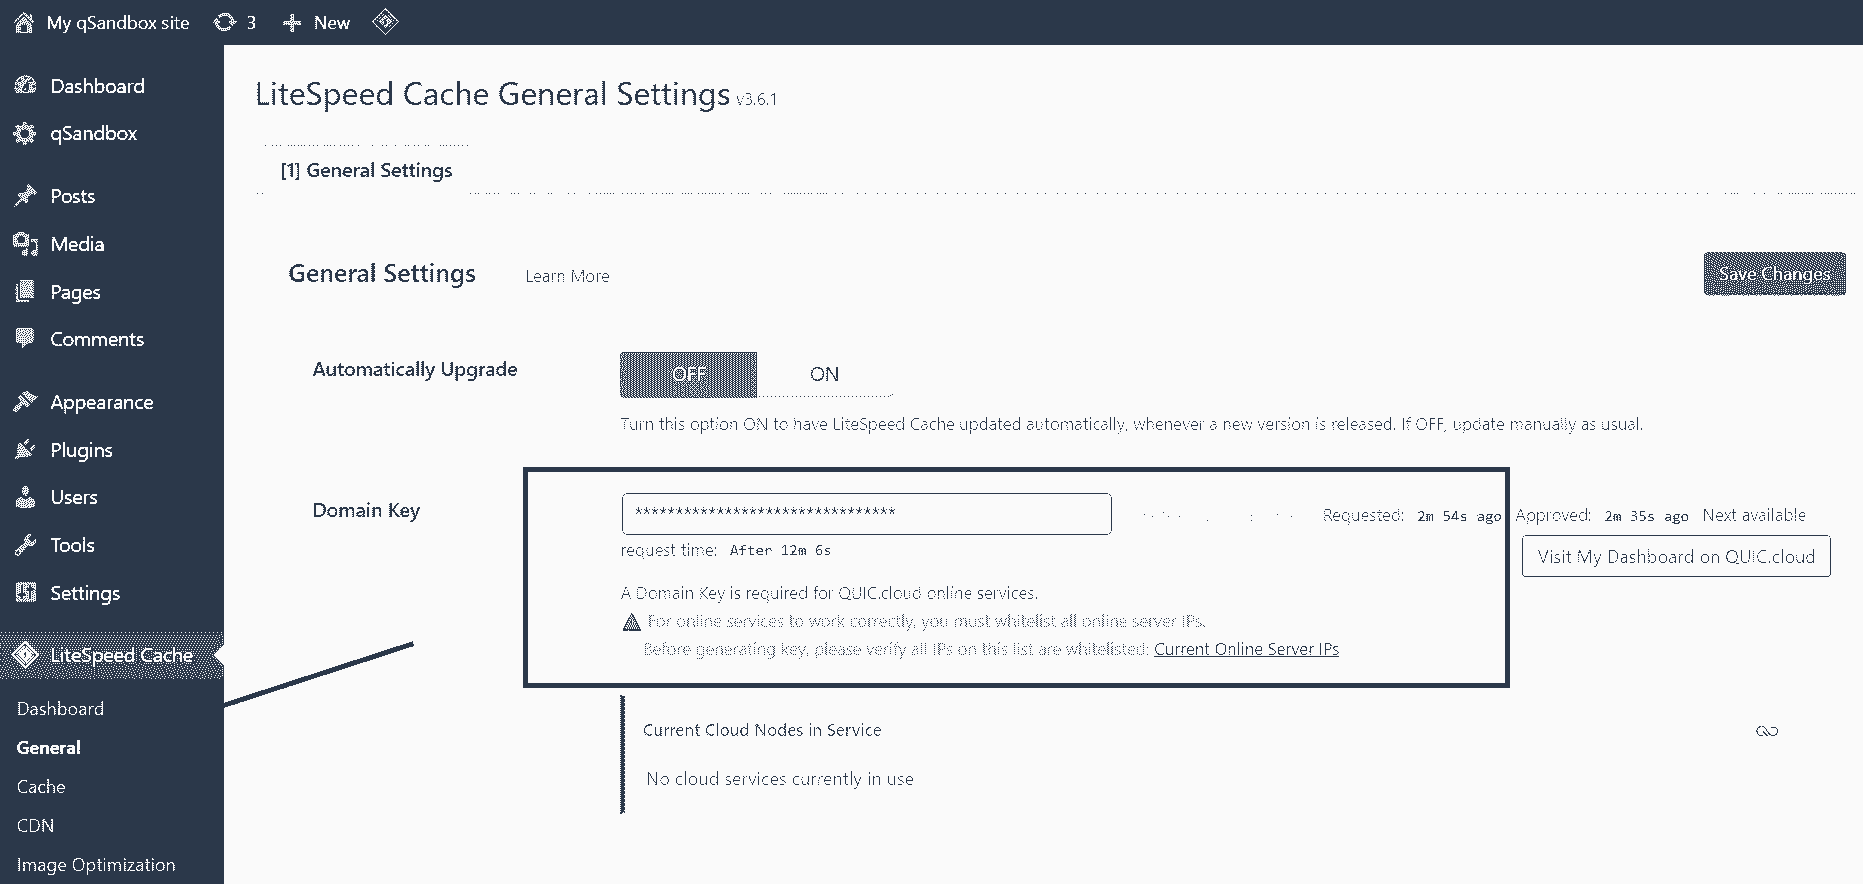 My qSandbox site 3 New
Dashboard
qSandbox
Posts
Media
Pages
Comments
Appearance
Plugins
Users
Tools
Settings
LiteSpeed Cache
Dashboard
General
Cache
CDN
Image Optimization
LiteSpeed Cache General Settings v3.6.1
[1] General Settings
General Settings Learn More
Save Changes
Automatically Upgrade
OFF ON
Turn this option ON to have LiteSpeed Cache updated automatically, whenever a new version is released. If OFF, update manually as usual.
Domain Key
********************************
Requested: 2m 54s ago Approved: 2m 35s ago Next available
request time: After 12m 6s
Visit My Dashboard on QUIC.cloud
A Domain Key is required for QUIC.cloud online services.
For online services to work correctly, you must whitelist all online server IPs.
Before generating key, please verify all IPs on this list are whitelisted: Current Online Server IPs
Current Cloud Nodes in Service
No cloud services currently in use